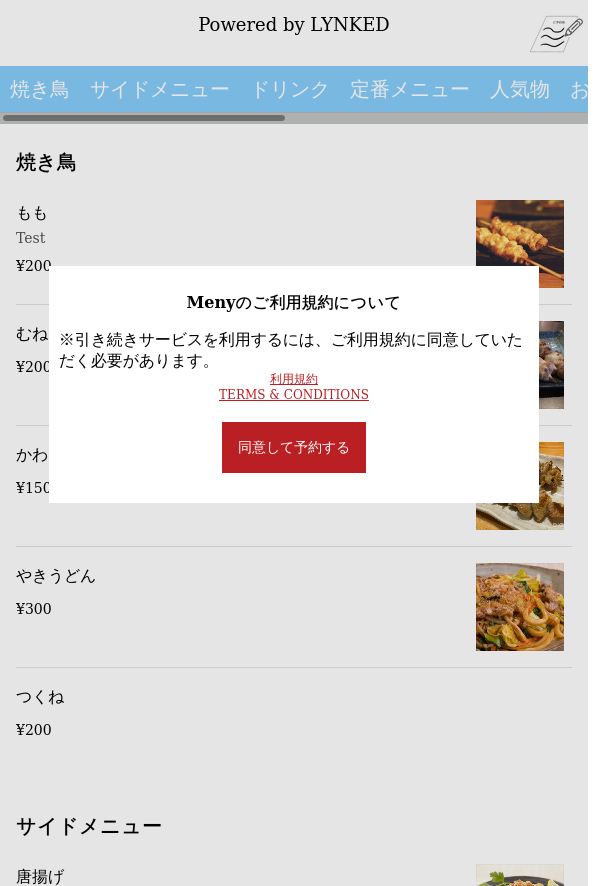 Powered by LYNKED
焼き鳥 サイドメニュー ドリンク 定番メニュー 人気物 お
焼き鳥
もも
Test
¥200
Menyのご利用規約について
※引き続きサービスを利用するには、ご利用規約に同意していた
だく必要があります。
利用規約
TERMS & CONDITIONS
同意して予約する
むね
¥200
かわ
¥150
やきうどん
¥300
つくね
¥200
サイドメニュー
唐揚げ